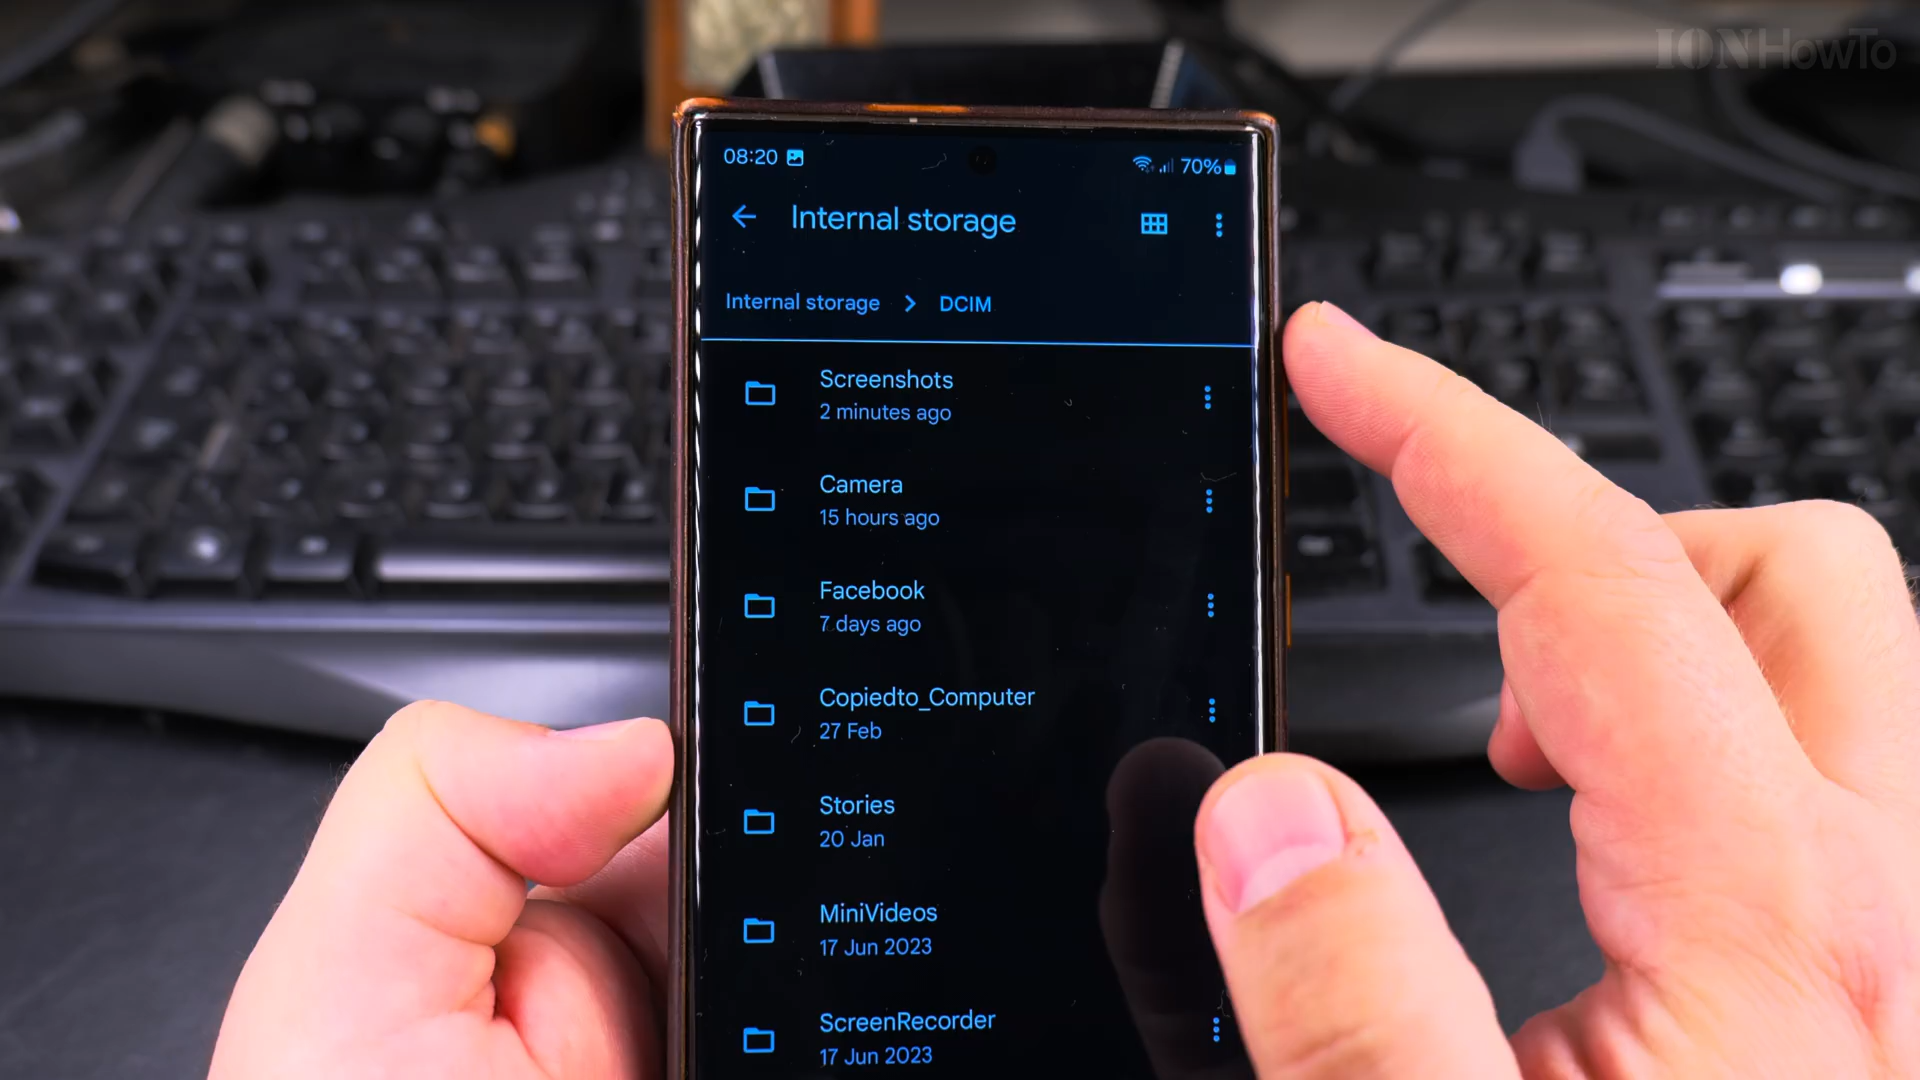 IONHowTo
08:20
70%
Internal storage
Internal storage > DCIM
Screenshots
2 minutes ago
Camera
15 hours ago
Facebook
7 days ago
Copiedto_Computer
27 Feb
Stories
20 Jan
MiniVideos
17 Jun 2023
ScreenRecorder
17 Jun 2023